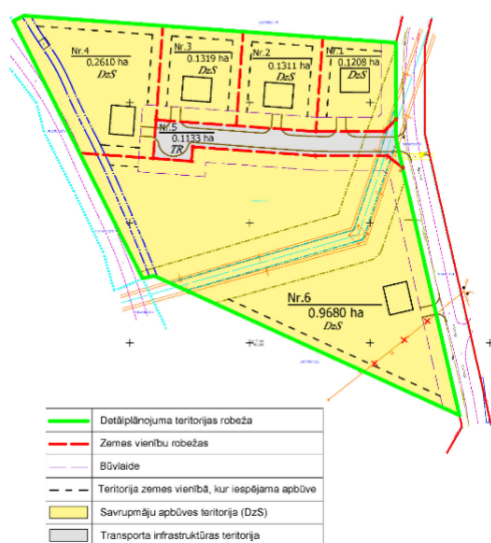 Nr.4
0.2610 ha
DzS
Nr.3
0.1319 ha
DzS
Nr.2
0.1311 ha
DzS
Nr.1
0.1208 ha
DzS
Nr.5
0.1133 ha
TR
Nr.6
0.9680 ha
DzS
Detālplānojuma teritorijas robeža
Zemes vienību robežas
Būvlaide
Teritorija zemes vienībā, kur iespējama apbūve
Savrupmāju apbūves teritorija (DzS)
Transporta infrastruktūras teritorija